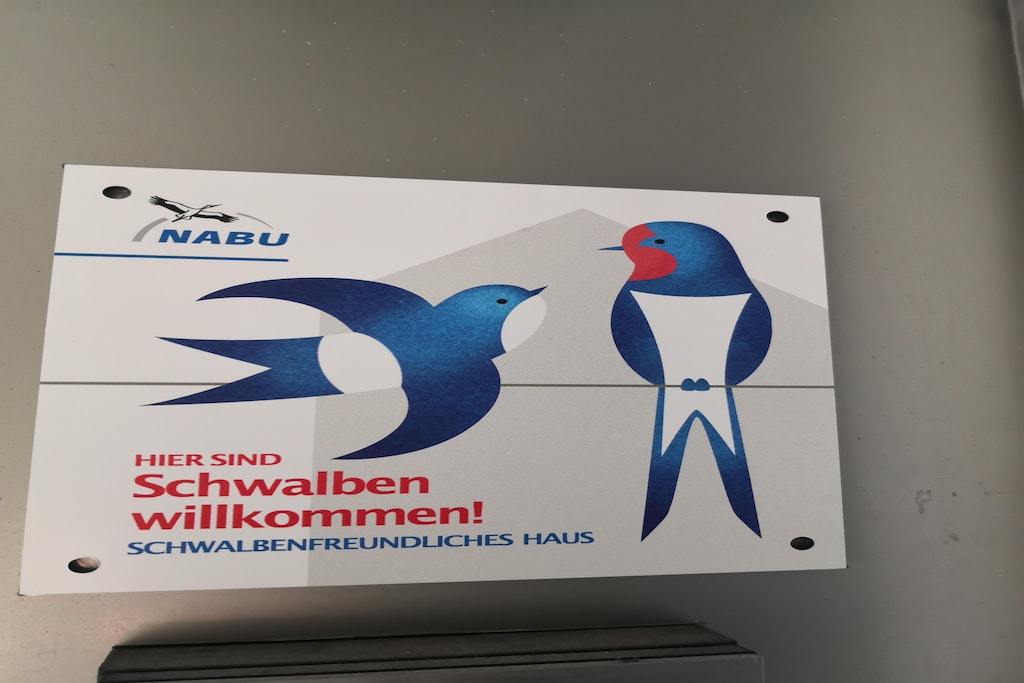 NABU
HIER SIND
Schwalben
willkommen!
SCHWALBENFREUNDLICHES HAUS